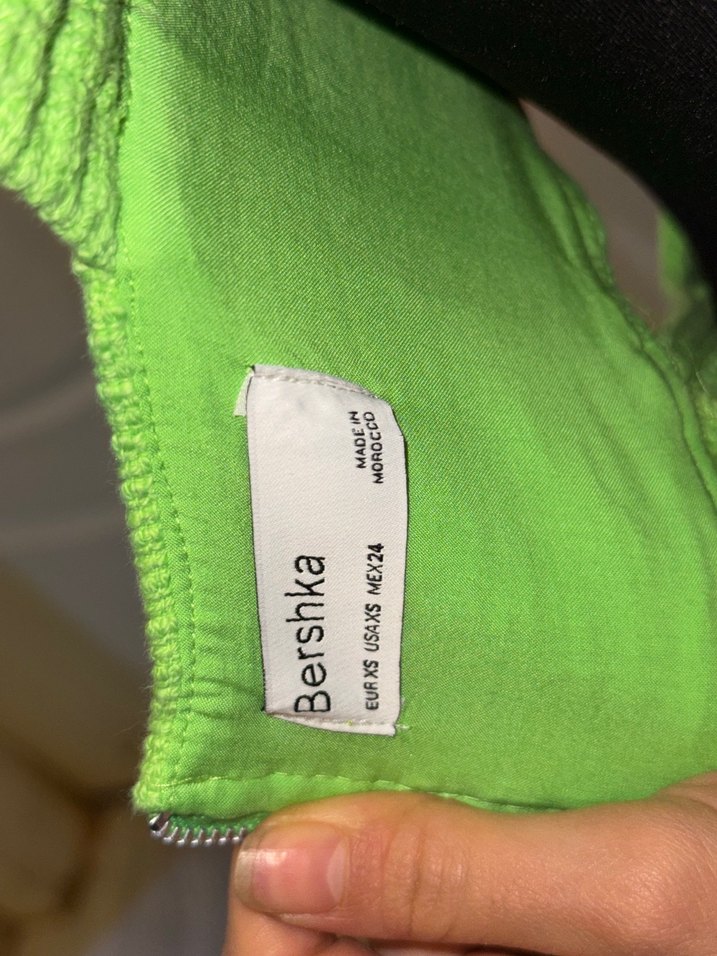 Bershka
MADE IN
MOROCCO
EUR XS USA XS MEX 24